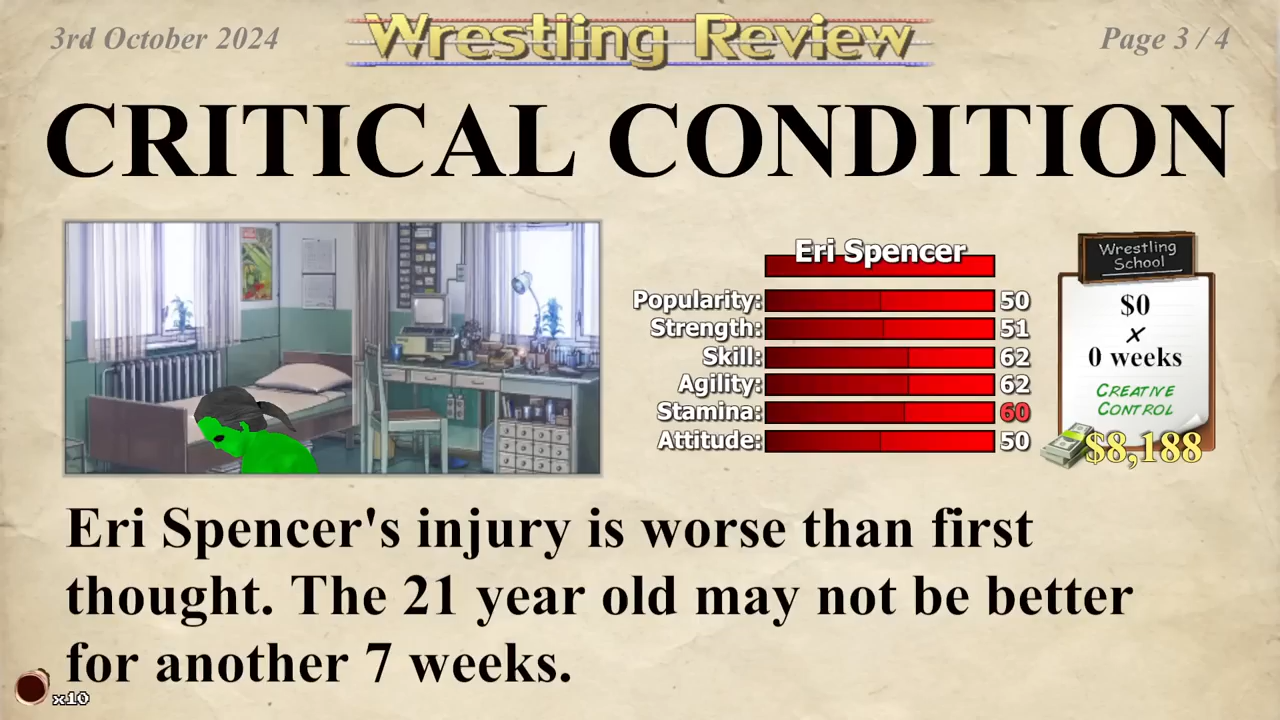 3rd October 2024
Wrestling Review
Page 3 / 4
CRITICAL CONDITION
Eri Spencer
Popularity: 50
Strength: 51
Skill: 62
Agility: 62
Stamina: 60
Attitude: 50
Wrestling
School
$0
x
0 weeks
CREATIVE
CONTROL
$8,188
Eri Spencer's injury is worse than first
thought. The 21 year old may not be better
for another 7 weeks.
x10